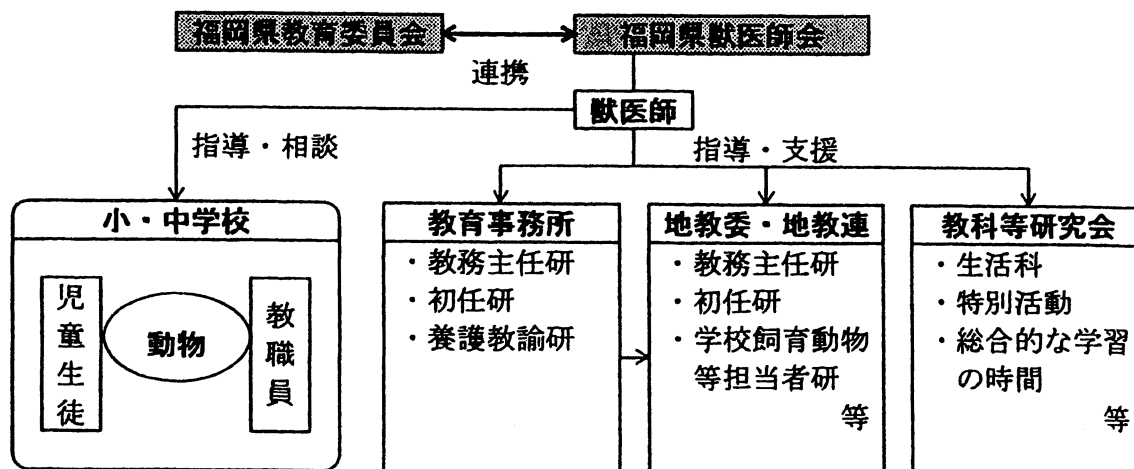 福岡県教育委員会
福岡県獣医師会
連携
獣医師
指導・相談
指導・支援
小・中学校
児童生徒
動物
教職員
教育事務所
・教務主任研
・初任研
・養護教諭研
地教委・地教連
・教務主任研
・初任研
・学校飼育動物
等担当者研
等
教科等研究会
・生活科
・特別活動
・総合的な学習
の時間
等